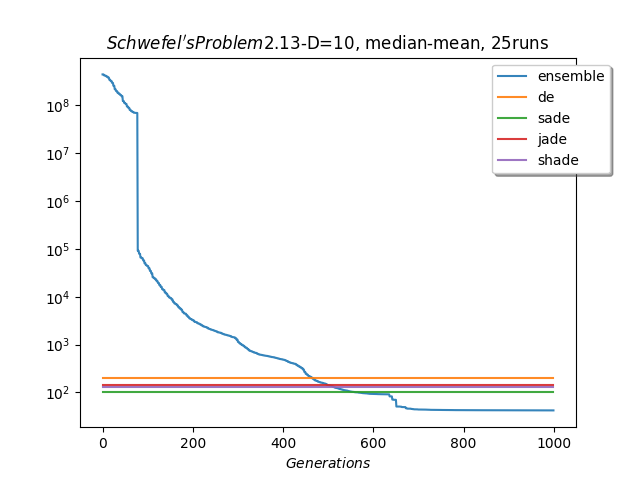 Schwefel'sProblem2.13-D=10, median-mean, 25runs
ensemble
de
sade
jade
shade
10^8
10^7
10^6
10^5
10^4
10^3
10^2
0 200 400 600 800 1000
Generations